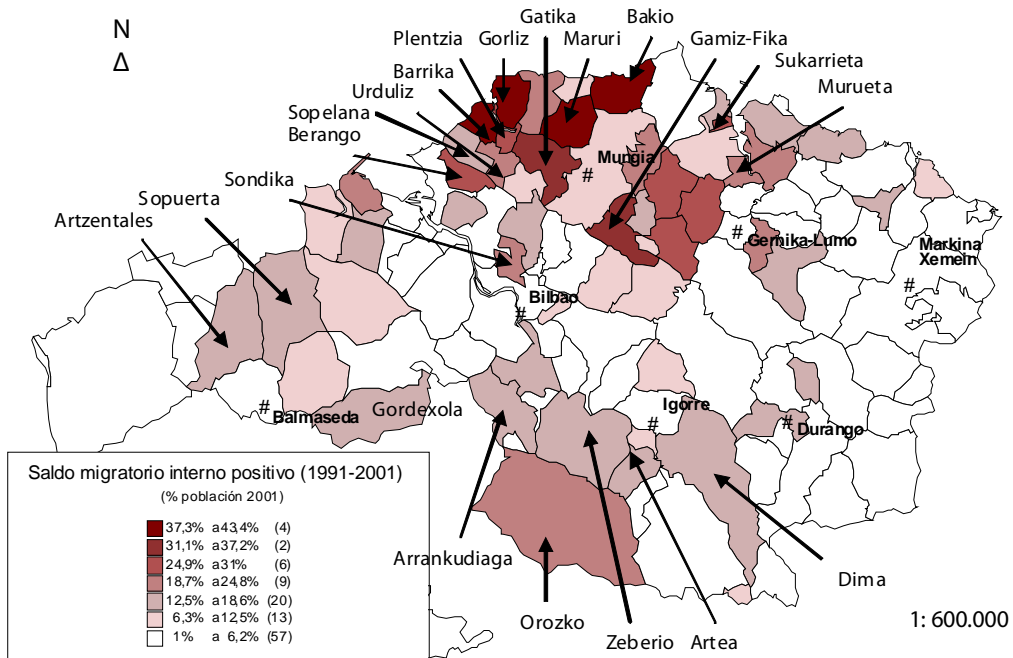 N
Δ
Gatika
Bakio
Plentzia
Gorliz
Maruri
Gamiz-Fika
Barrika
Sukarrieta
Urduliz
Murueta
Sopelana
Berango
Mungia
#
Sondika
Sopuerta
Artzentales
#
Gernika-Lumo
Markina
Xemein
#
Bilbao
#
Igorre
#
#
Balmaseda
Gordexola
#
Durango
Saldo migratorio interno positivo (1991-2001)
(% población 2001)
37,3% a 43,4% (4)
31,1% a 37,2% (2)
24,9% a 31% (6)
18,7% a 24,8% (9)
12,5% a 18,6% (20)
6,3% a 12,5% (13)
1% a 6,2% (57)
Arrankudiaga
Dima
Orozko
Zeberio
Artea
1: 600.000